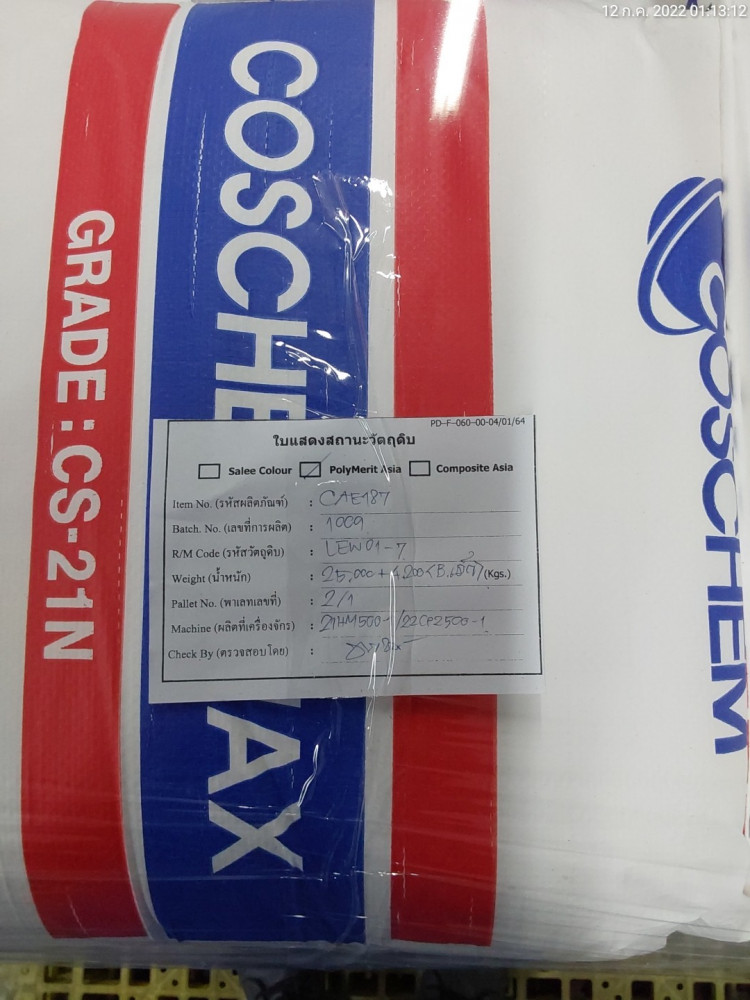 12 ก.ค. 2022 01:13:12
COSCHE
AX
GRADE : CS-21N
COSCHEM
PD-F-060-00-04/01/64
ใบแสดงสถานะวัตถุดิบ
Salee Colour PolyMerit Asia Composite Asia
Item No. (รหัสผลิตภัณฑ์) : CAE187
Batch. No. (เลขที่การผลิต) : 1009
R/M Code (รหัสวัตถุดิบ) : LEW01-7
Weight (น้ำหนัก) : 25.000 + 4.200 (Kgs.)
Pallet No. (พาเลทเลขที่) : 2/1
Machine (ผลิตที่เครื่องจักร) : 21HM500-1/22CPZ500-1
Check By (ตรวจสอบโดย) :